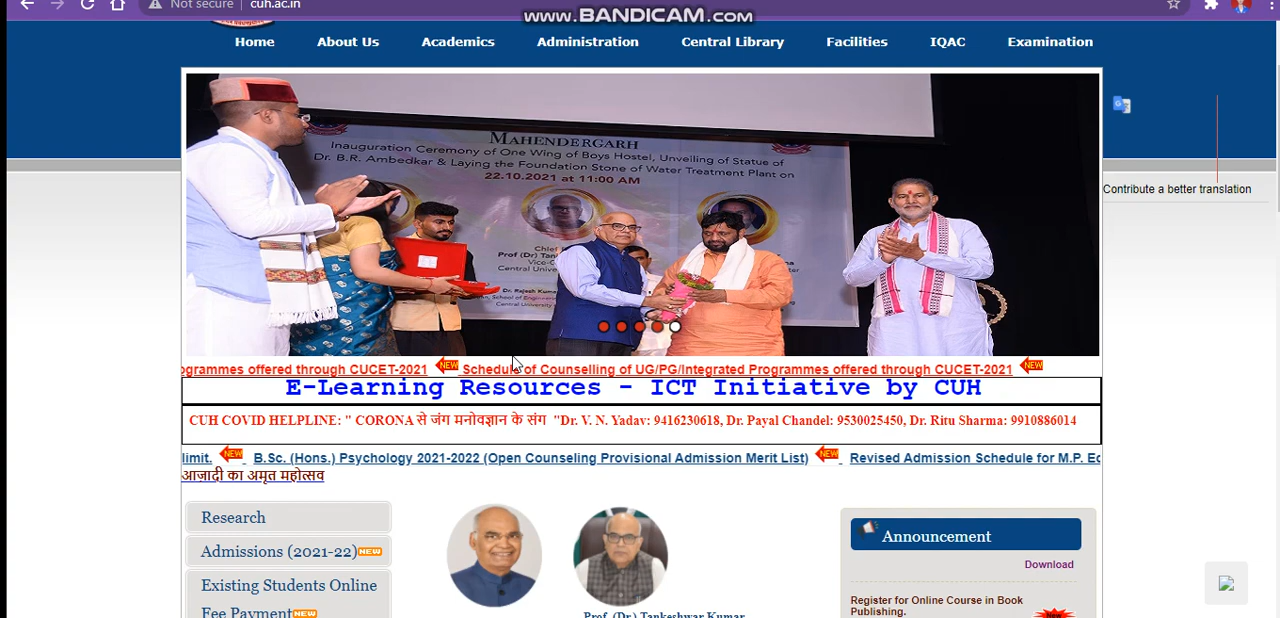 Not secure cuh.ac.in
WWW.BANDICAM.COM
Home About Us Academics Administration Central Library Facilities IQAC Examination
MAHENDERGARH
Inauguration Ceremony of One Wing of Boys Hostel, Unveiling of Statue of
Dr. B.R. Ambedkar & Laying the Foundation Stone of Water Treatment Plant on
22.10.2021 at 11:00 AM
Contribute a better translation
ogrammes offered through CUCET-2021 NEW Schedule of Counselling of UG/PG/Integrated Programmes offered through CUCET-2021 NEW
E-Learning Resources - ICT Initiative by CUH
CUH COVID HELPLINE: " CORONA से जंग मनोवज्ञान के संग "Dr. V. N. Yadav: 9416230618, Dr. Payal Chandel: 9530025450, Dr. Ritu Sharma: 9910886014
limit. NEW B.Sc. (Hons.) Psychology 2021-2022 (Open Counseling Provisional Admission Merit List) NEW Revised Admission Schedule for M.P. Ed
आज़ादी का अमृत महोत्सव
Research
Admissions (2021-22) NEW
Existing Students Online
Fee Payment NEW
Prof. (Dr.) Tankeshwar Kumar
Announcement
Download
Register for Online Course in Book
Publishing.
New